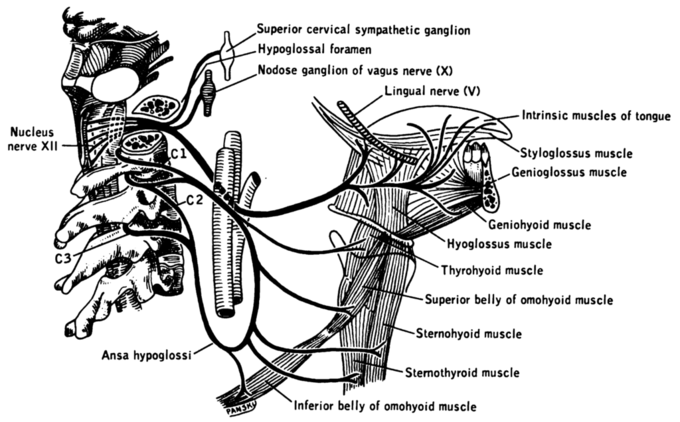 Superior cervical sympathetic ganglion
Hypoglossal foramen
Nodose ganglion of vagus nerve (X)
Lingual nerve (V)
Intrinsic muscles of tongue
Nucleus
nerve XII
Styloglossus muscle
C1
Genioglossus muscle
C2
Geniohyoid muscle
Hyoglossus muscle
C3
Thyrohyoid muscle
Superior belly of omohyoid muscle
Sternohyoid muscle
Ansa hypoglossi
Sternothyroid muscle
Inferior belly of omohyoid muscle
PANSKY